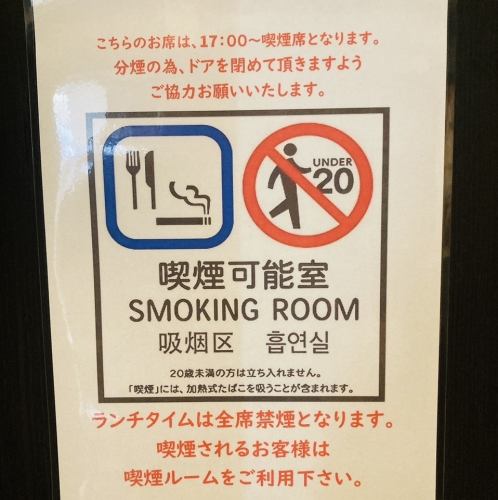 こちらのお席は、17:00～喫煙席となります。
分煙の為、ドアを閉めて頂きますよう
ご協力お願いいたします。
UNDER
20
喫煙可能室
SMOKING ROOM
吸烟区 흡연실
20歳未満の方は立ち入れません。
「喫煙」には、加熱式たばこを吸うことが含まれます。
ランチタイムは全席禁煙となります。
喫煙されるお客様は
喫煙ルームをご利用下さい。